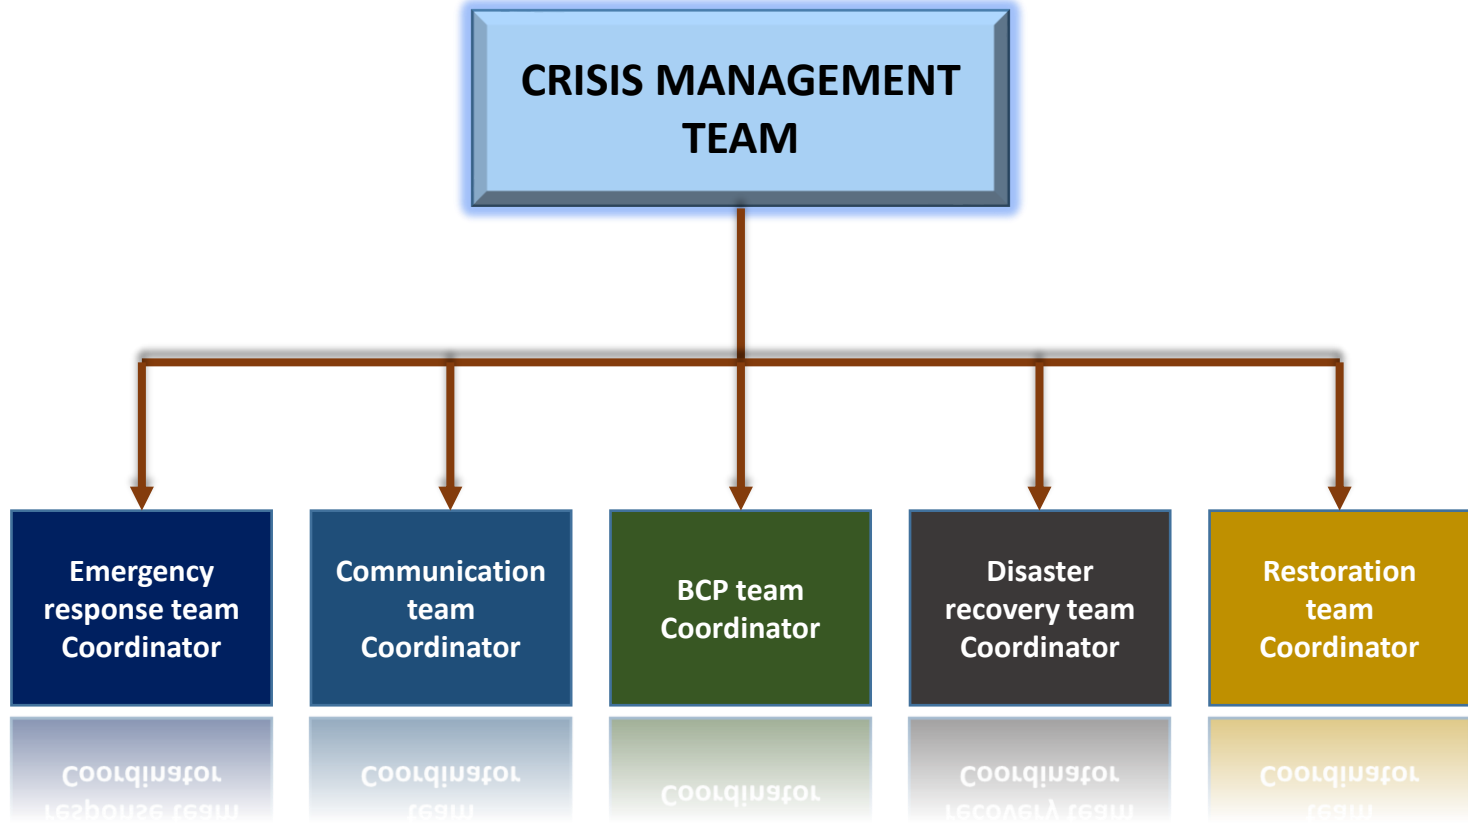 CRISIS MANAGEMENT
TEAM
Emergency
response team
Coordinator
Communication
team
Coordinator
BCP team
Coordinator
Disaster
recovery team
Coordinator
Restoration
team
Coordinator